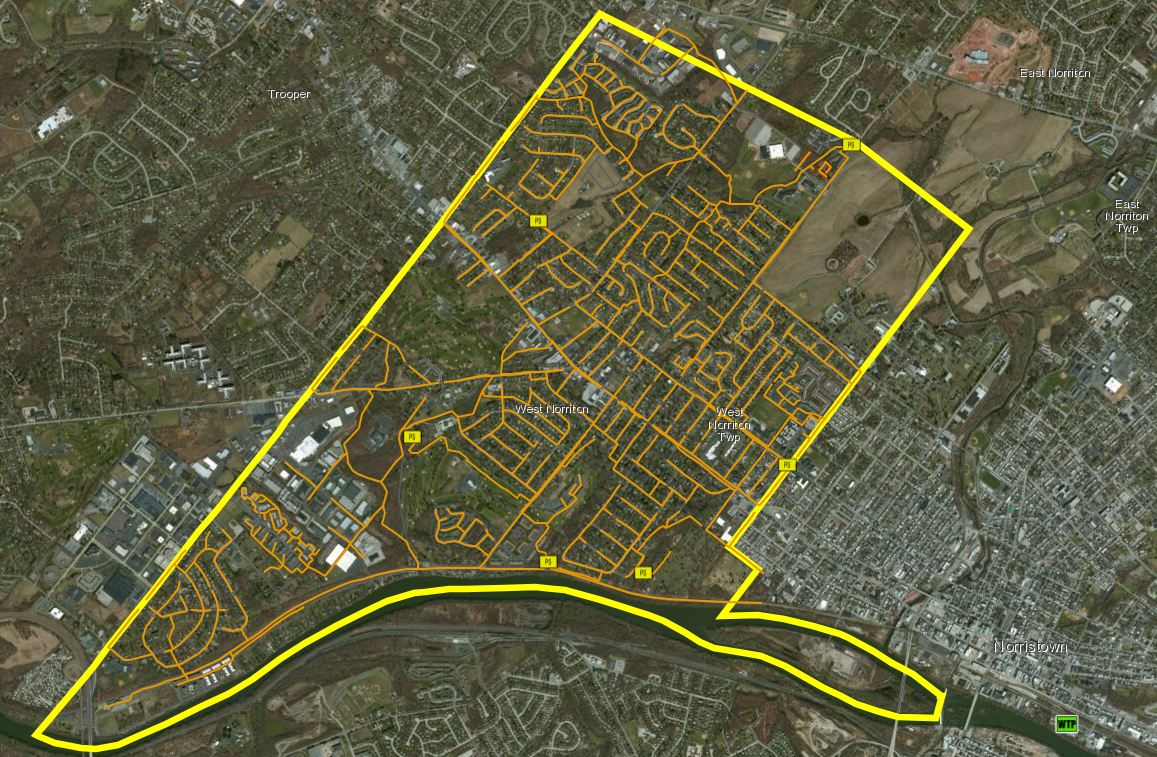 East Norriton
Trooper
PS
East
Norriton
Twp
PS
West Norriton
West
Norriton
Twp
PS
PS
PS
PS
Norristown
WTP